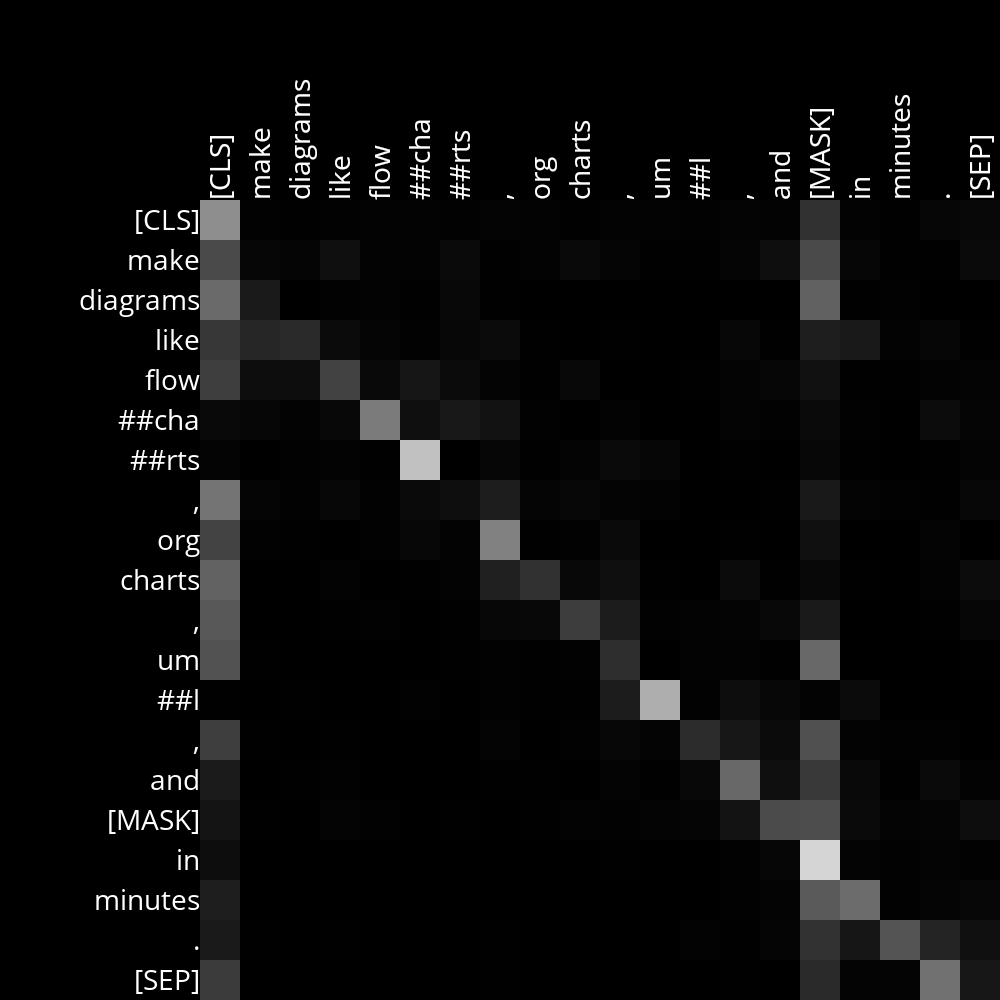 [CLS] make diagrams like flow ##cha ##rts , org charts , um ##l , and [MASK] in minutes . [SEP]
[CLS]
make
diagrams
like
flow
##cha
##rts
,
org
charts
,
um
##l
,
and
[MASK]
in
minutes
.
[SEP]